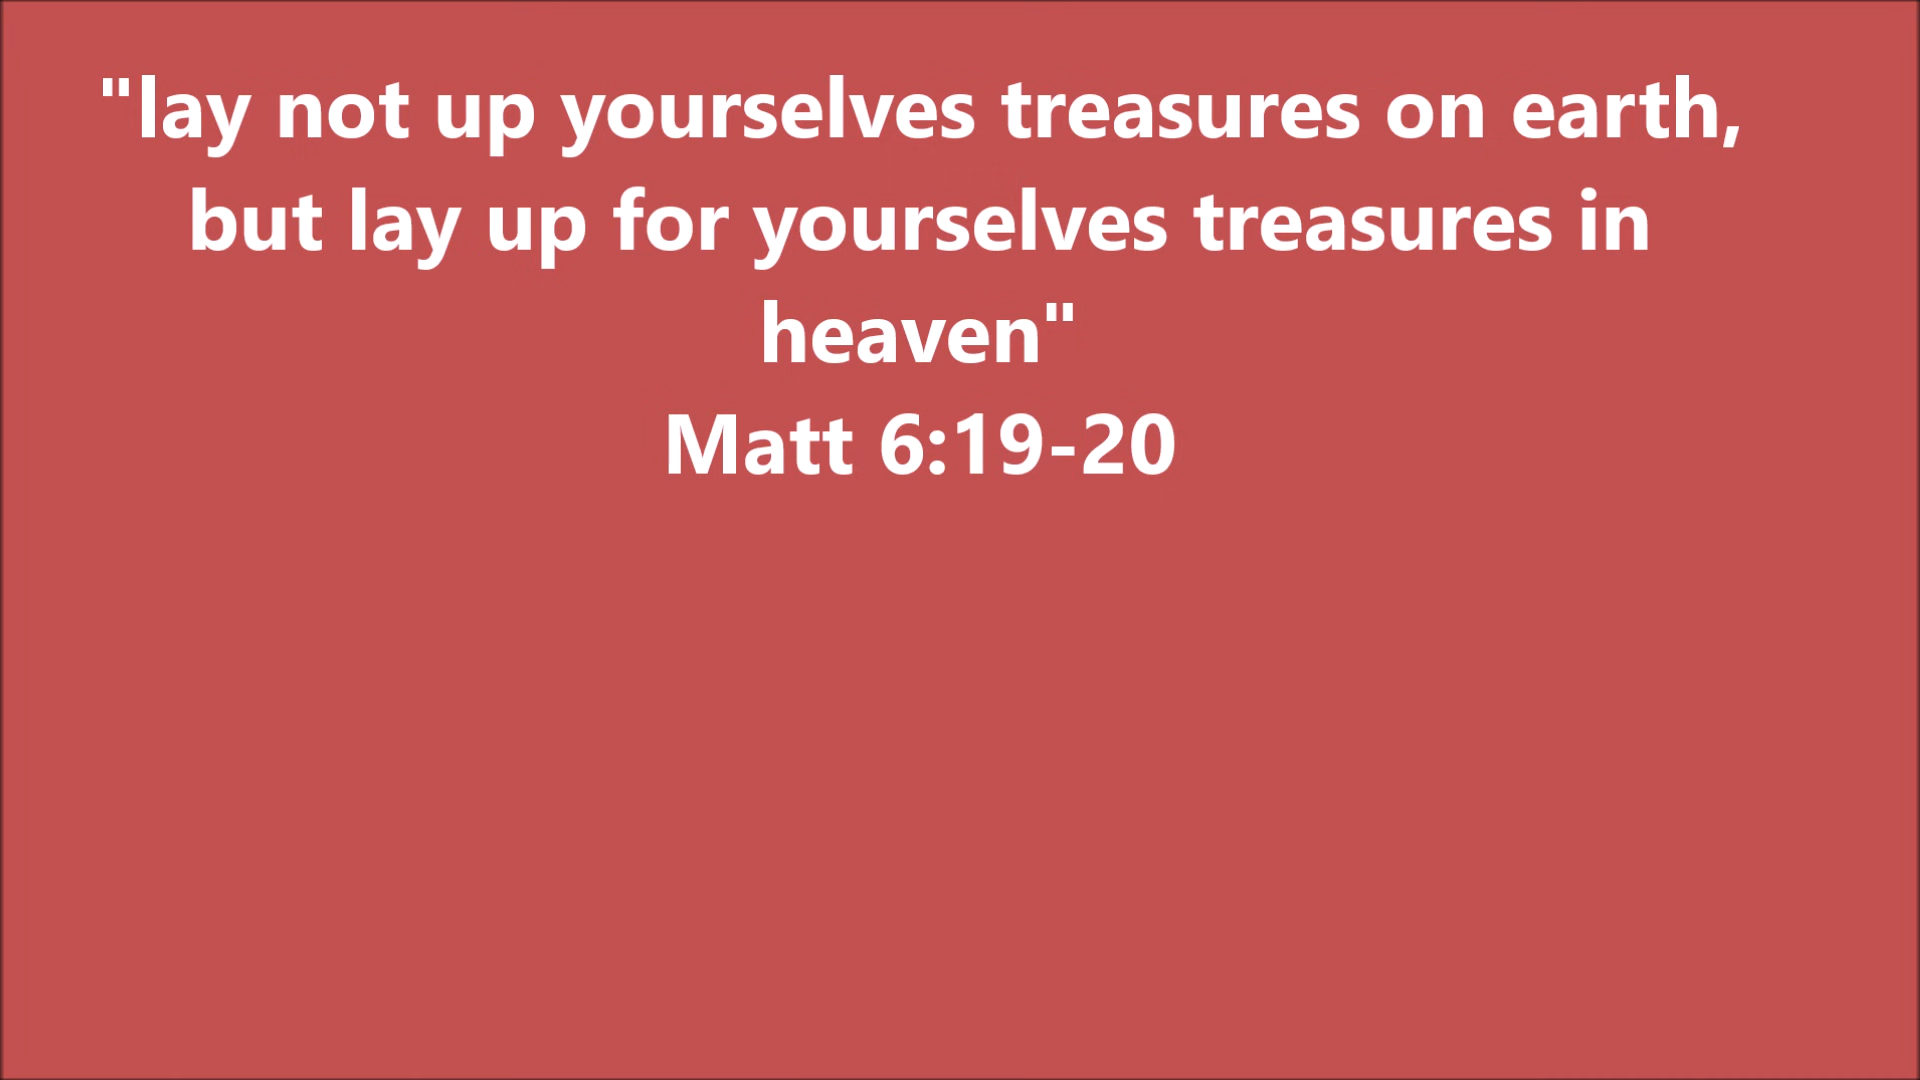 "lay not up yourselves treasures on earth,
but lay up for yourselves treasures in
heaven"
Matt 6:19-20